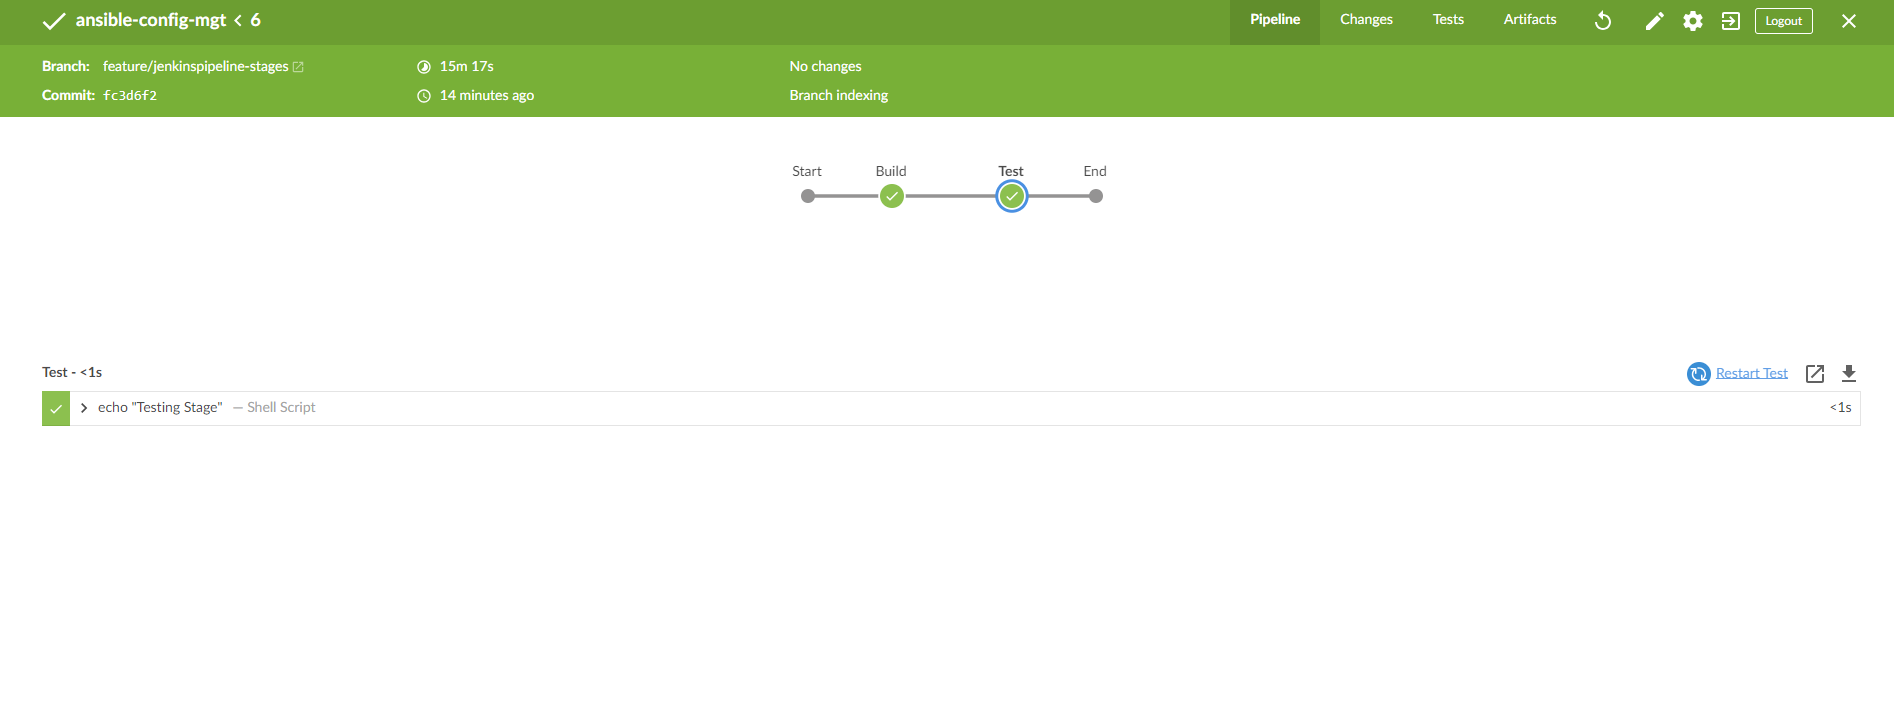 ansible-config-mgt < 6
Pipeline Changes Tests Artifacts Logout
Branch: feature/jenkinspipeline-stages 15m 17s No changes
Commit: fc3d6f2 14 minutes ago Branch indexing
Start Build Test End
Test - <1s Restart Test
echo "Testing Stage" — Shell Script <1s